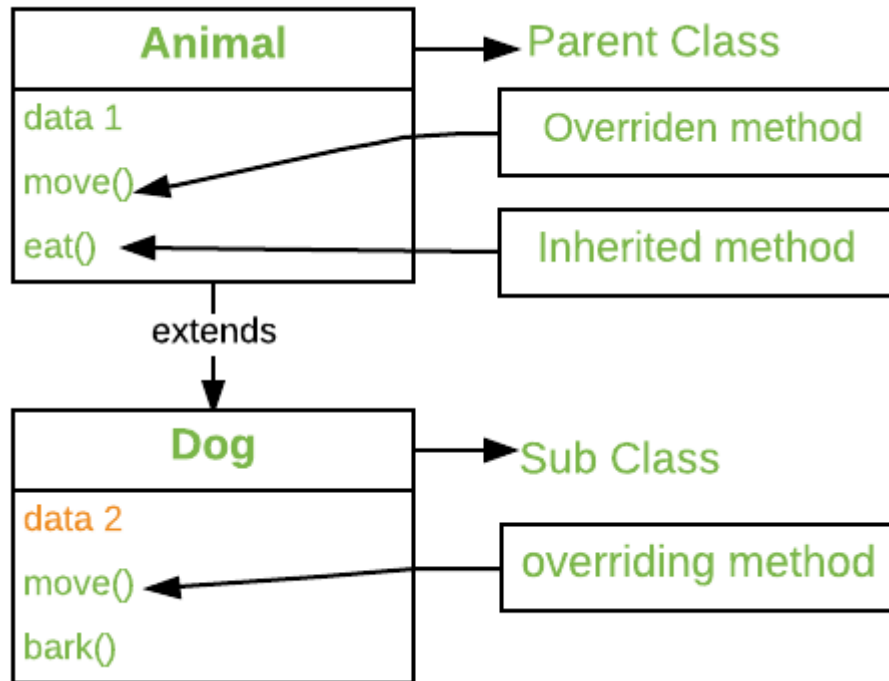 Animal
Parent Class
data 1
Overriden method
move()
eat()
Inherited method
extends
Dog
Sub Class
data 2
move()
overriding method
bark()